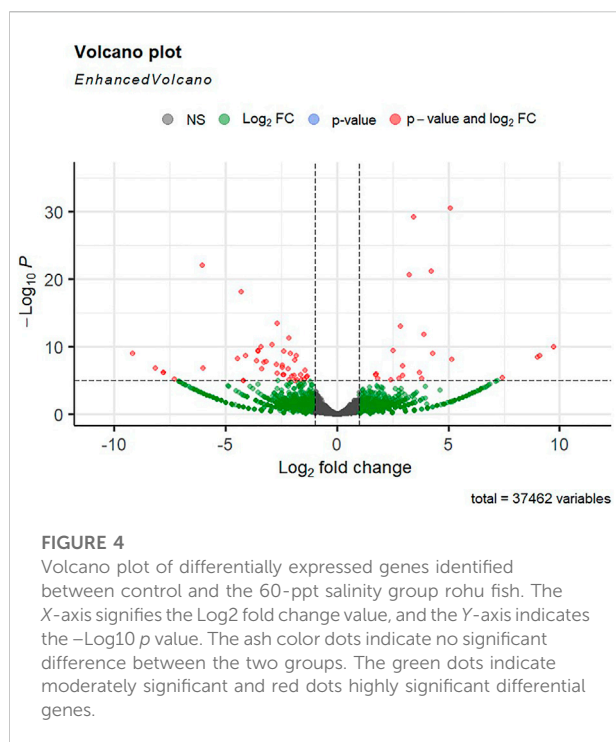 Volcano plot
EnhancedVolcano
NS Log2 FC p-value p – value and log2 FC
30
20
10
0
−Log10 P
-10 -5 0 5 10
Log2 fold change
total = 37462 variables
FIGURE 4
Volcano plot of differentially expressed genes identified
between control and the 60-ppt salinity group rohu fish. The
X-axis signifies the Log2 fold change value, and the Y-axis indicates
the −Log10 p value. The ash color dots indicate no significant
difference between the two groups. The green dots indicate
moderately significant and red dots highly significant differential
genes.